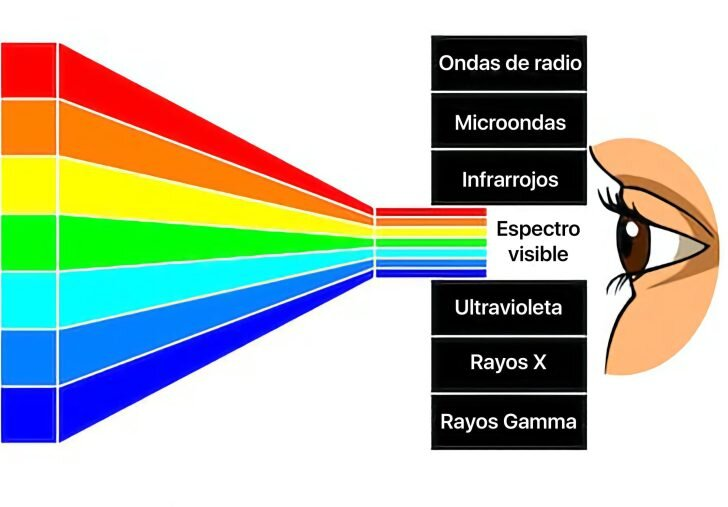 Ondas de radio
Microondas
Infrarrojos
Espectro
visible
Ultravioleta
Rayos X
Rayos Gamma